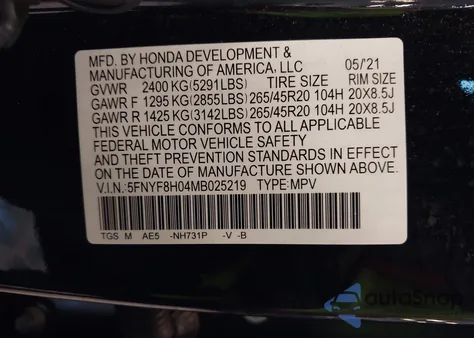 MFD. BY HONDA DEVELOPMENT &
MANUFACTURING OF AMERICA, LLC 05/'21
GVWR 2400 KG(5291LBS) TIRE SIZE RIM SIZE
GAWR F 1295 KG(2855LBS) 265/45R20 104H 20X8.5J
GAWR R 1425 KG(3142LBS) 265/45R20 104H 20X8.5J
THIS VEHICLE CONFORMS TO ALL APPLICABLE
FEDERAL MOTOR VEHICLE SAFETY
AND THEFT PREVENTION STANDARDS IN EFFECT
ON THE DATE OF MANUFACTURE SHOWN ABOVE.
V.I.N.: 5FNYF8H04MB025219 TYPE: MPV
TGS M AE5 -NH731P -V -B
autoSnap